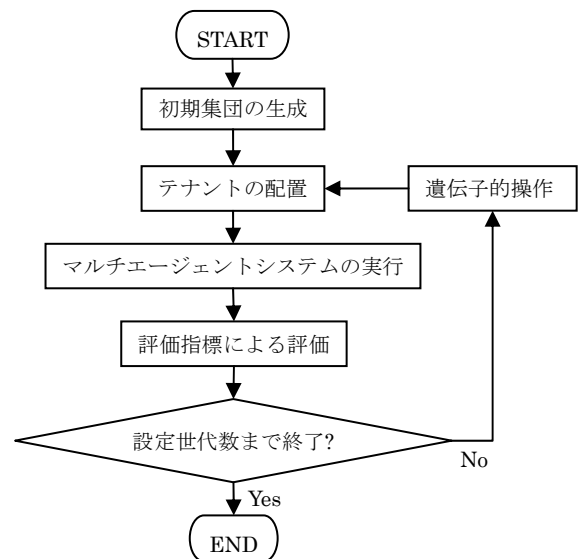 START
初期集団の生成
テナントの配置
遺伝子的操作
マルチエージェントシステムの実行
評価指標による評価
設定世代数まで終了?
No
Yes
END